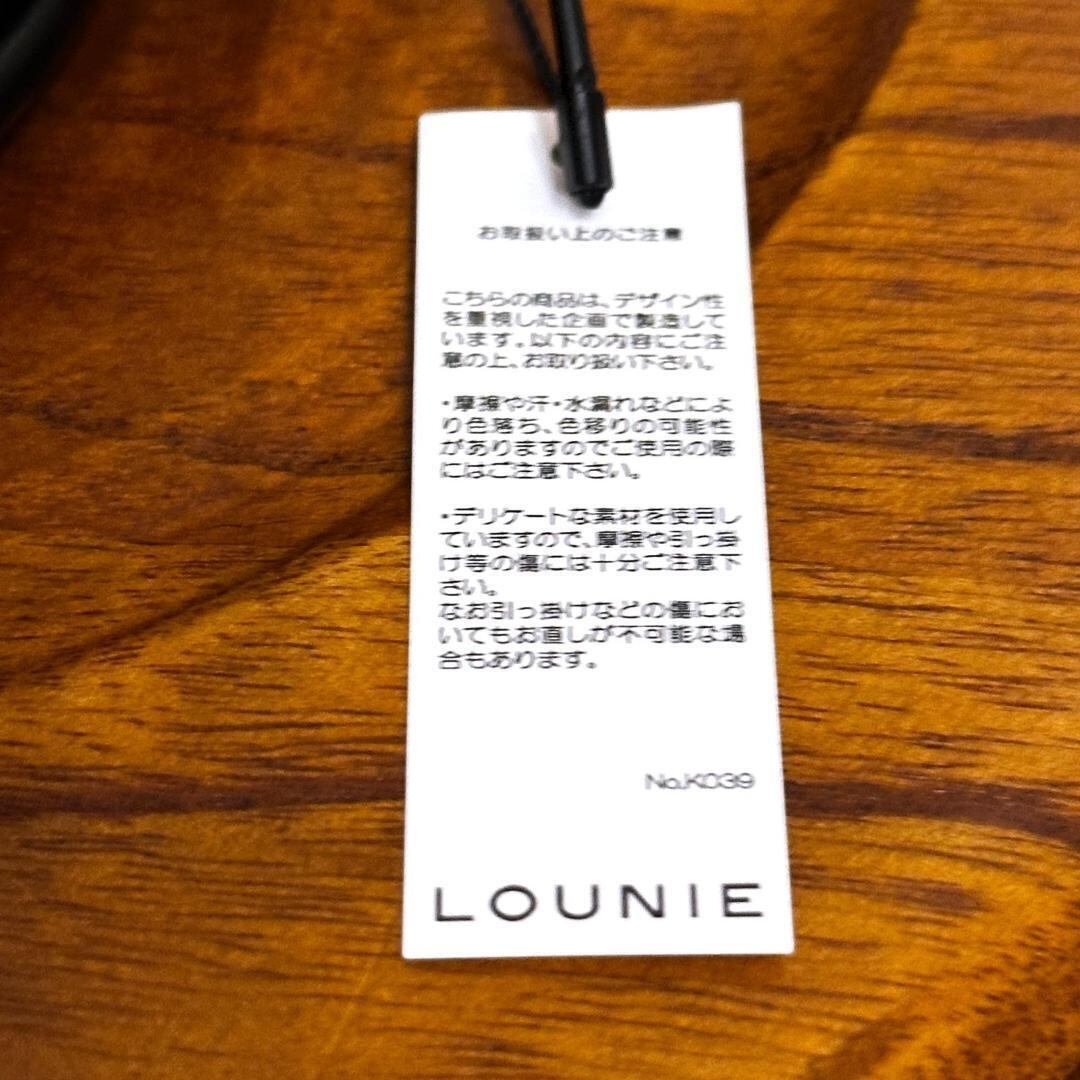 お取扱い上のご注意
こちらの商品は、デザイン性
を重視した企画で製造して
います。以下の内容にご注
意の上、お取り扱い下さい。
・摩擦や汗・水濡れなどによ
り色落ち、色移りの可能性
がありますのでご使用の際
にはご注意下さい。
・デリケートな素材を使用し
ていますので、摩擦や引っ掛
け等の傷には十分ご注意下
さい。
なお引っ掛けなどの傷にお
いてもお直しが不可能な場
合もあります。
No.K039
LOUNIE